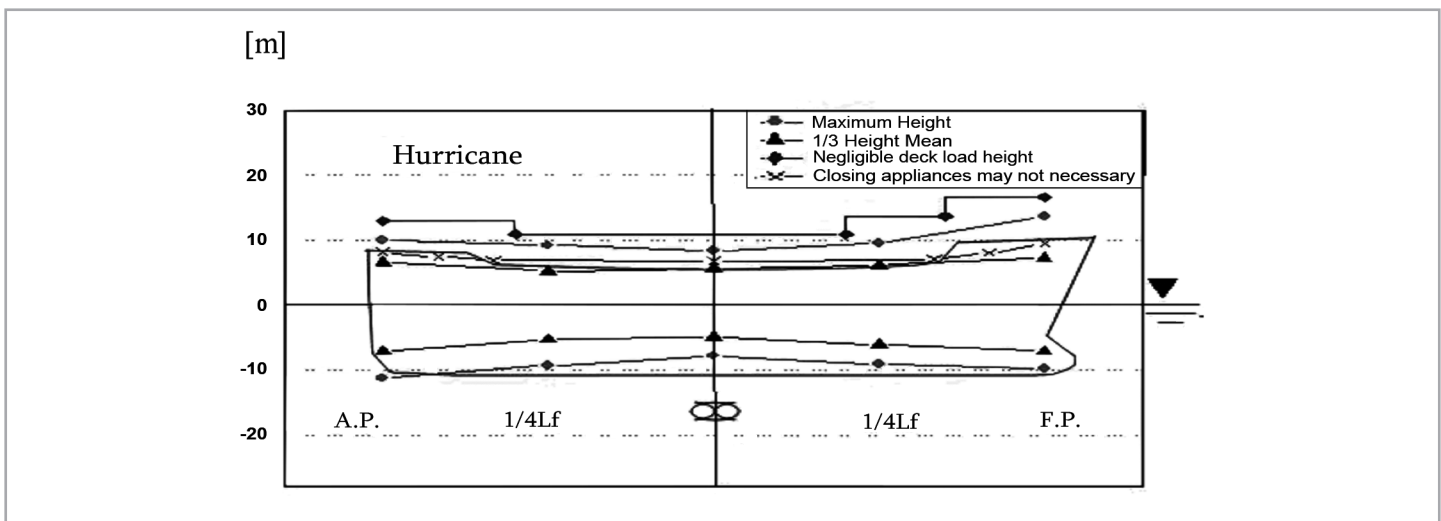 [m]
30
Maximum Height
1/3 Height Mean
Negligible deck load height
Closing appliances may not necessary
Hurricane
20
10
0
-10
A.P. 1/4Lf 1/4Lf F.P.
-20